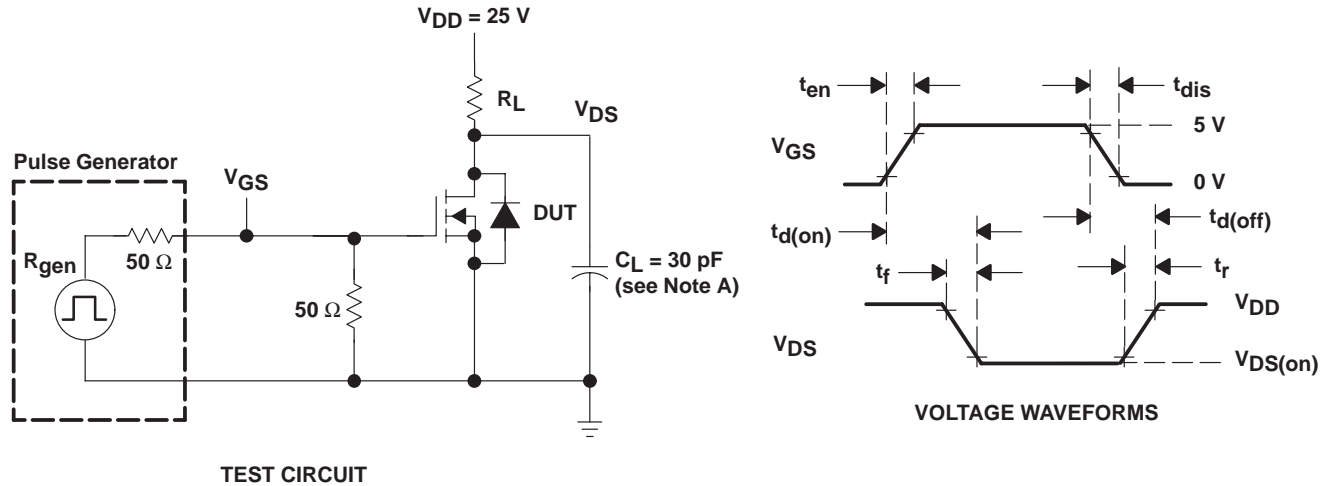 VDD = 25 V
RL
VDS
Pulse Generator
VGS
Rgen
50 Ω
50 Ω
DUT
CL = 30 pF
(see Note A)
TEST CIRCUIT
ten
tdis
VGS
5 V
0 V
td(on)
td(off)
tf
tr
VDD
VDS
VDS(on)
VOLTAGE WAVEFORMS